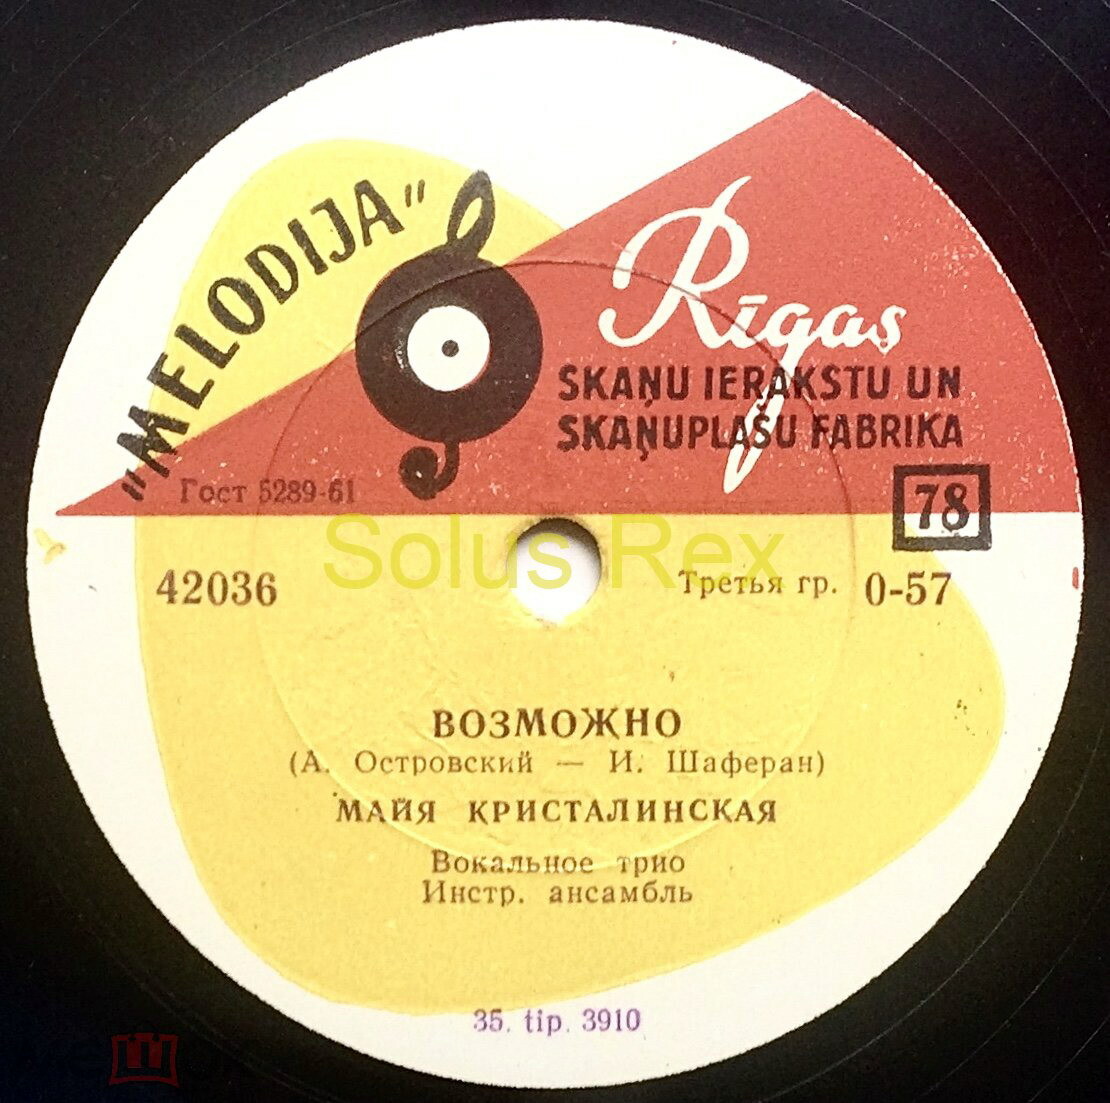 "MELODIJA"
Rīgas
SKAŅU IERAKSTU UN
SKAŅUPLAŠU FABRIKA
Гост 5289-61
78
Solus Rex
42036
Третья гр. 0-57
ВОЗМОЖНО
(А. Островский — И. Шаферан)
МАЙЯ КРИСТАЛИНСКАЯ
Вокальное трио
Инстр. ансамбль
35. tip. 3910